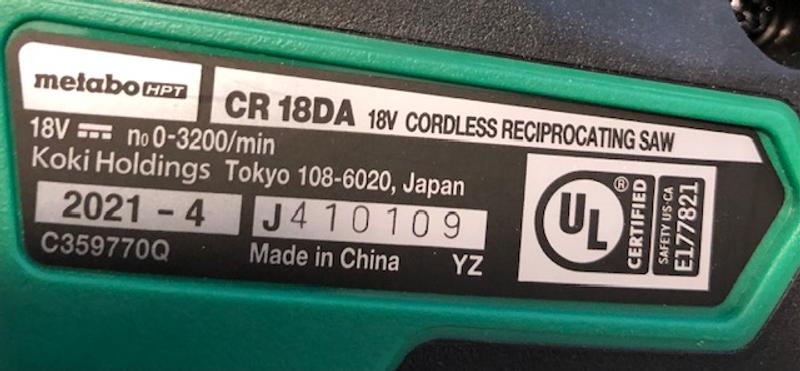 metabo HPT
CR 18DA 18V CORDLESS RECIPROCATING SAW
18V ⎓ n₀ 0-3200/min
Koki Holdings Tokyo 108-6020, Japan
2021 - 4 J410109
C359770Q Made in China YZ
UL ® CERTIFIED
SAFETY US-CA
E177821